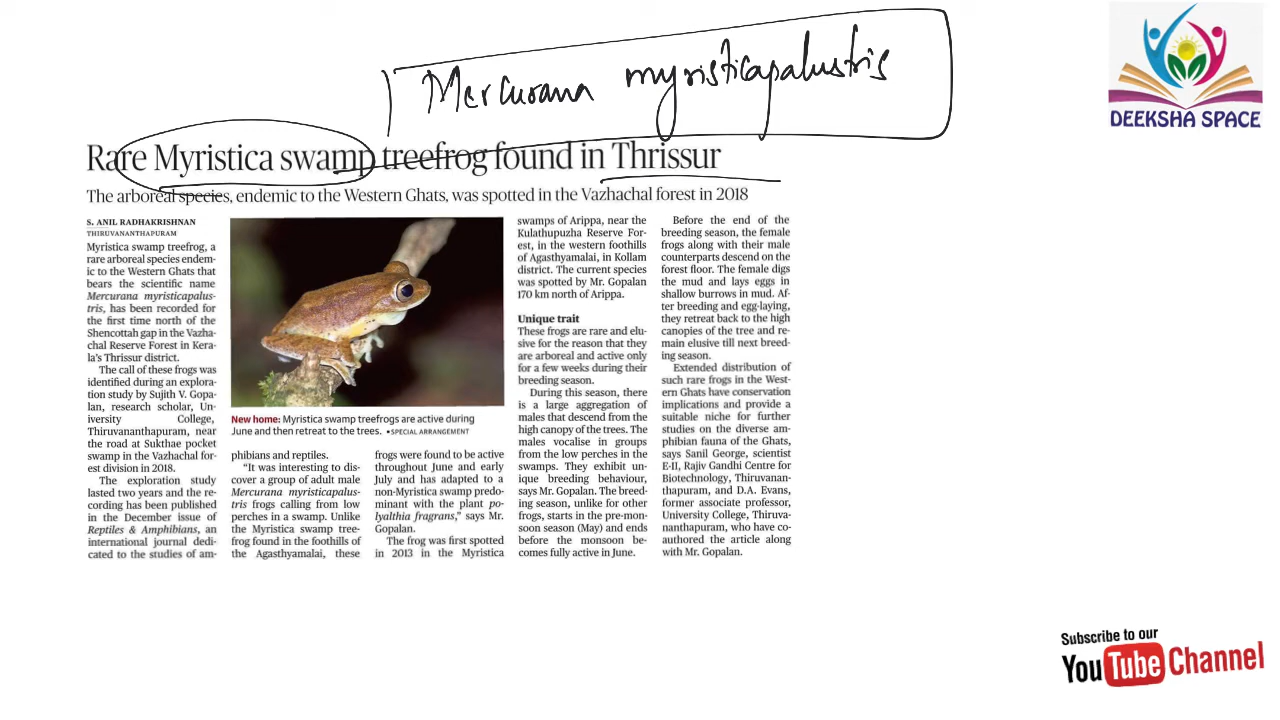 Mercurana myristicapalustris
DEEKSHA SPACE
Rare Myristica swamp treefrog found in Thrissur
The arboreal species, endemic to the Western Ghats, was spotted in the Vazhachal forest in 2018
S. ANIL RADHAKRISHNAN
THIRUVANANTHAPURAM
Myristica swamp treefrog, a
rare arboreal species endem-
ic to the Western Ghats that
bears the scientific name
Mercurana myristicapalus-
tris, has been recorded for
the first time north of the
Shencottah gap in the Vazha-
chal Reserve Forest in Kera-
la's Thrissur district.
The call of these frogs was
identified during an explora-
tion study by Sujith V. Gopa-
lan, research scholar, Un-
iversity College,
Thiruvananthapuram, near
the road at Sukthae pocket
swamp in the Vazhachal for-
est division in 2018.
The exploration study
lasted two years and the re-
cording has been published
in the December issue of
Reptiles & Amphibians, an
international journal dedi-
cated to the studies of am-
New home: Myristica swamp treefrogs are active during
June and then retreat to the trees. •SPECIAL ARRANGEMENT
phibians and reptiles.
"It was interesting to dis-
cover a group of adult male
Mercurana myristicapalus-
tris frogs calling from low
perches in a swamp. Unlike
the Myristica swamp tree-
frog found in the foothills of
the Agasthyamalai, these
frogs were found to be active
throughout June and early
July and has adapted to a
non-Myristica swamp predo-
minant with the plant po-
lyalthia fragrans," says Mr.
Gopalan.
The frog was first spotted
in 2013 in the Myristica
swamps of Arippa, near the
Kulathupuzha Reserve For-
est, in the western foothills
of Agasthyamalai, in Kollam
district. The current species
was spotted by Mr. Gopalan
170 km north of Arippa.
Unique trait
These frogs are rare and elu-
sive for the reason that they
are arboreal and active only
for a few weeks during their
breeding season.
During this season, there
is a large aggregation of
males that descend from the
high canopy of the trees. The
males vocalise in groups
from the low perches in the
swamps. They exhibit un-
ique breeding behaviour,
says Mr. Gopalan. The breed-
ing season, unlike for other
frogs, starts in the pre-mon-
soon season (May) and ends
before the monsoon be-
comes fully active in June.
Before the end of the
breeding season, the female
frogs along with their male
counterparts descend on the
forest floor. The female digs
the mud and lays eggs in
shallow burrows in mud. Af-
ter breeding and egg-laying,
they retreat back to the high
canopies of the tree and re-
main elusive till next breed-
ing season.
Extended distribution of
such rare frogs in the West-
ern Ghats have conservation
implications and provide a
suitable niche for further
studies on the diverse am-
phibian fauna of the Ghats,
says Sanil George, scientist
E-II, Rajiv Gandhi Centre for
Biotechnology, Thiruvanan-
thapuram, and D.A. Evans,
former associate professor,
University College, Thiruva-
nanthapuram, who have co-
authored the article along
with Mr. Gopalan.
Subscribe to our
YouTube Channel